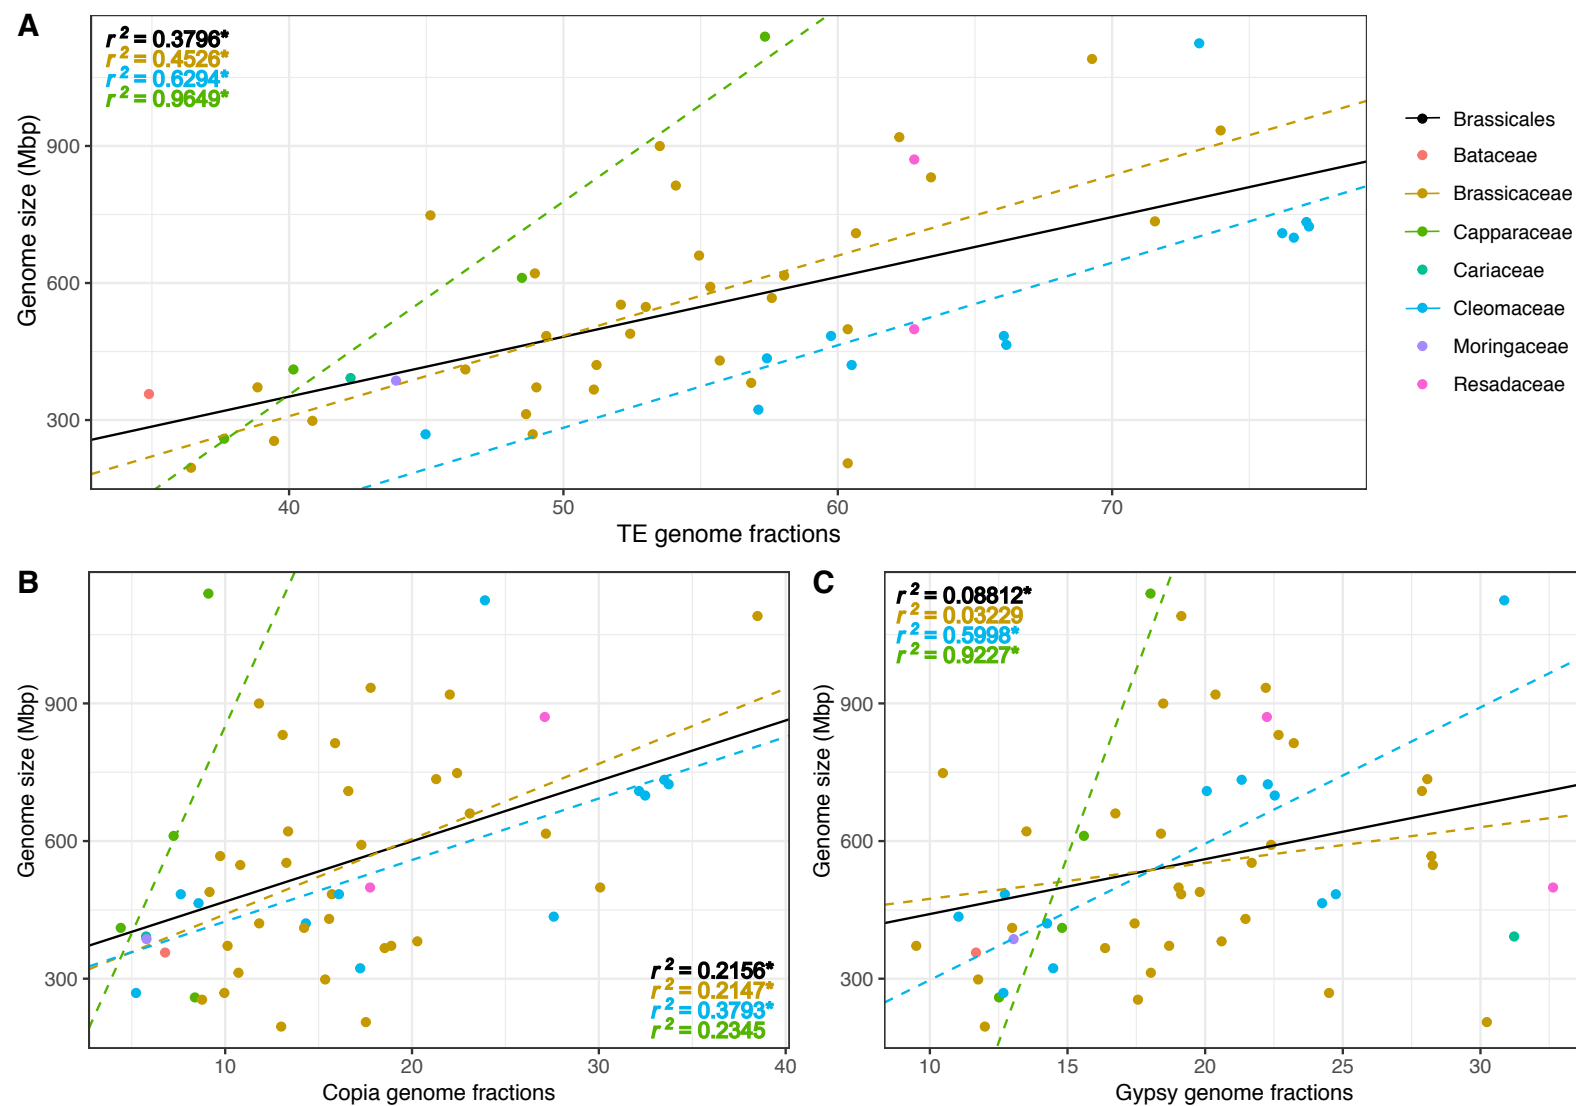 A
r² = 0.3796*
r² = 0.4526*
r² = 0.6294*
r² = 0.9649*
Genome size (Mbp)
900
600
300
40 50 60 70
TE genome fractions
Brassicales
Bataceae
Brassicaceae
Capparaceae
Cariaceae
Cleomaceae
Moringaceae
Resadaceae
B
Genome size (Mbp)
900
600
300
r² = 0.2156*
r² = 0.2147*
r² = 0.3793*
r² = 0.2345
10 20 30 40
Copia genome fractions
C
r² = 0.08812*
r² = 0.03229
r² = 0.5998*
r² = 0.9227*
Genome size (Mbp)
900
600
300
10 15 20 25 30
Gypsy genome fractions